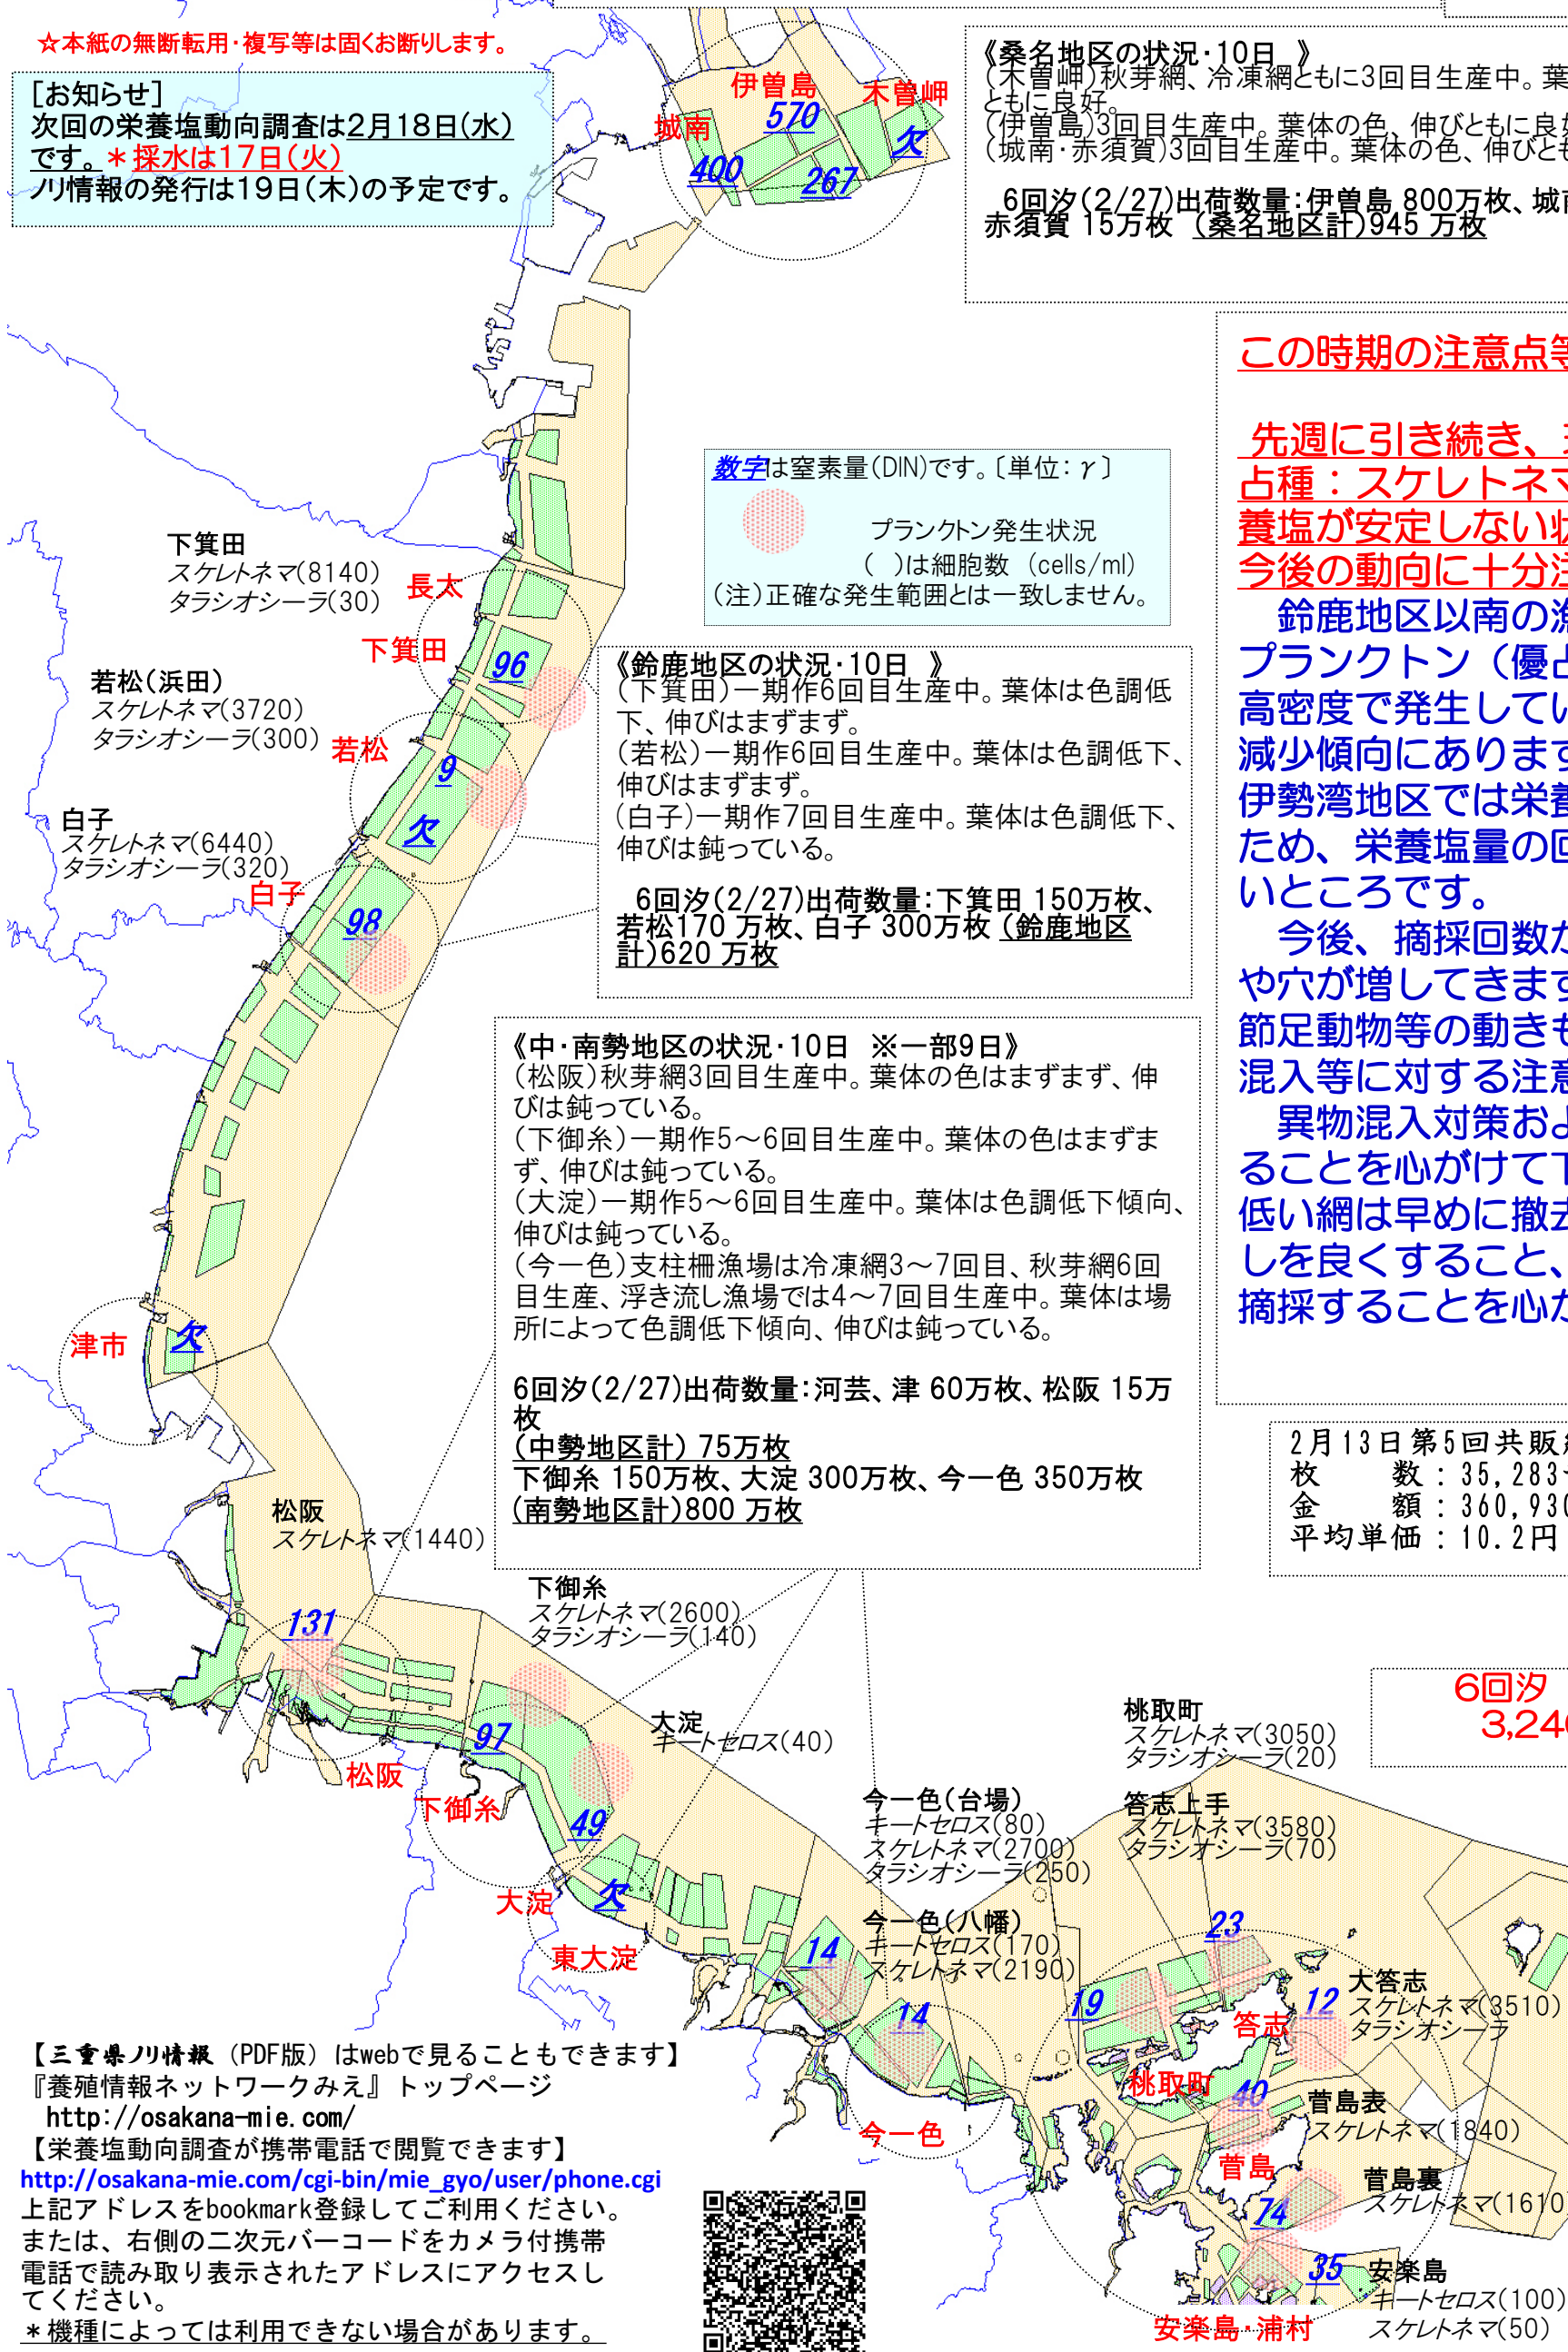 ☆本紙の無断転用・複写等は固くお断りします。
［お知らせ］
次回の栄養塩動向調査は2月18日(水)
です。＊採水は17日(火)
ノリ情報の発行は19日(木)の予定です。
伊曽島
570
木曽岬
城南
欠
400
267
《桑名地区の状況・10日　》
(木曽岬)秋芽網、冷凍網ともに3回目生産中。葉
ともに良好。
(伊曽島)3回目生産中。葉体の色、伸びともに良
(城南・赤須賀)3回目生産中。葉体の色、伸びとも
6回汐(2/27)出荷数量：伊曽島 800万枚、城
赤須賀 15万枚　(桑名地区計)945 万枚
この時期の注意点
先週に引き続き、
占種：スケレトネマ
養塩が安定しない
今後の動向に十分
鈴鹿地区以南の
プランクトン（優
高密度で発生してい
減少傾向にあります
伊勢湾地区では栄
ため、栄養塩量の
いところです。
今後、摘採回数
や穴が増してきます
節足動物等の動きも
混入等に対する注意
異物混入対策およ
ることを心がけて
低い網は早めに撤
しを良くすること、
摘採することを心
数字は窒素量(DIN)です。〔単位：γ〕
プランクトン発生状況
(　)は細胞数　(cells/ml)
(注)正確な発生範囲とは一致しません。
下箕田
スケレトネマ(8140)
タラシオシーラ(30)
長太
下箕田
96
若松(浜田)
スケレトネマ(3720)
タラシオシーラ(300)
若松
9
欠
白子
スケレトネマ(6440)
タラシオシーラ(320)
白子
98
《鈴鹿地区の状況・10日　》
(下箕田)一期作6回目生産中。葉体は色調低
下、伸びはまずまず。
(若松)一期作6回目生産中。葉体は色調低下、
伸びはまずまず。
(白子)一期作7回目生産中。葉体は色調低下、
伸びは鈍っている。
6回汐(2/27)出荷数量：下箕田 150万枚、
若松170 万枚、白子 300万枚 (鈴鹿地区
計)620 万枚
《中・南勢地区の状況・10日　※一部9日》
(松阪)秋芽網3回目生産中。葉体の色はまずまず、伸
びは鈍っている。
(下御糸)一期作5～6回目生産中。葉体の色はまずま
ず、伸びは鈍っている。
(大淀)一期作5～6回目生産中。葉体は色調低下傾向、
伸びは鈍っている。
(今一色)支柱柵漁場は冷凍網3～7回目、秋芽網6回
目生産、浮き流し漁場では4～7回目生産中。葉体は場
所によって色調低下傾向、伸びは鈍っている。
6回汐(2/27)出荷数量：河芸、津 60万枚、松阪 15万
枚
(中勢地区計) 75万枚
下御糸 150万枚、大淀 300万枚、今一色 350万枚
(南勢地区計)800 万枚
津市
欠
2月13日第5回共販
枚　　数：35,283
金　　額：360,930
平均単価：10.2円
松阪
スケレトネマ(1440)
131
松阪
下御糸
スケレトネマ(2600)
タラシオシーラ(140)
97
下御糸
大淀
キートセロス(40)
49
大淀
欠
東大淀
6回汐
3,24
桃取町
スケレトネマ(3050)
タラシオシーラ(20)
今一色(台場)
キートセロス(80)
スケレトネマ(2700)
タラシオシーラ(250)
答志上手
スケレトネマ(3580)
タラシオシーラ(70)
今一色(八幡)
キートセロス(170)
スケレトネマ(2190)
14
14
今一色
23
19
12
答志
大答志
スケレトネマ(3510)
タラシオシーラ
桃取町
40
菅島表
スケレトネマ(1840)
菅島
菅島裏
スケレトネマ(1610
74
35
安楽島
キートセロス(100)
スケレトネマ(50)
安楽島・浦村
【三重県ノリ情報（PDF版）はwebで見ることもできます】
『養殖情報ネットワークみえ』トップページ
http://osakana-mie.com/
【栄養塩動向調査が携帯電話で閲覧できます】
http://osakana-mie.com/cgi-bin/mie_gyo/user/phone.cgi
上記アドレスをbookmark登録してご利用ください。
または、右側の二次元バーコードをカメラ付携帯
電話で読み取り表示されたアドレスにアクセスし
てください。
＊機種によっては利用できない場合があります。